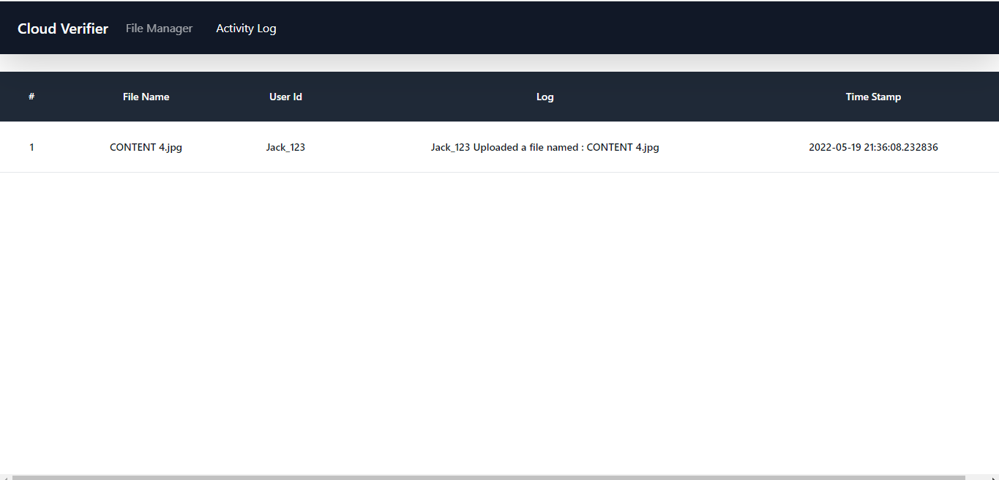 Cloud Verifier File Manager Activity Log
# File Name User Id Log Time Stamp
1 CONTENT 4.jpg Jack_123 Jack_123 Uploaded a file named : CONTENT 4.jpg 2022-05-19 21:36:08.232836